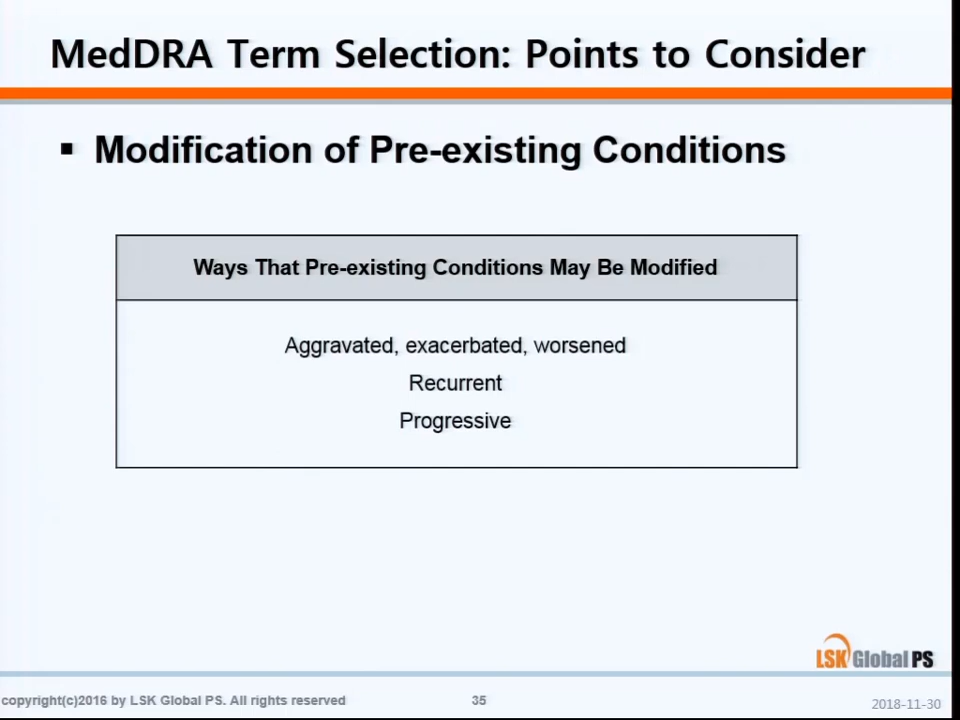 MedDRA Term Selection: Points to Consider
▪ Modification of Pre-existing Conditions
Ways That Pre-existing Conditions May Be Modified
Aggravated, exacerbated, worsened
Recurrent
Progressive
LSK Global PS
copyright(c)2016 by LSK Global PS. All rights reserved
35
2018-11-30